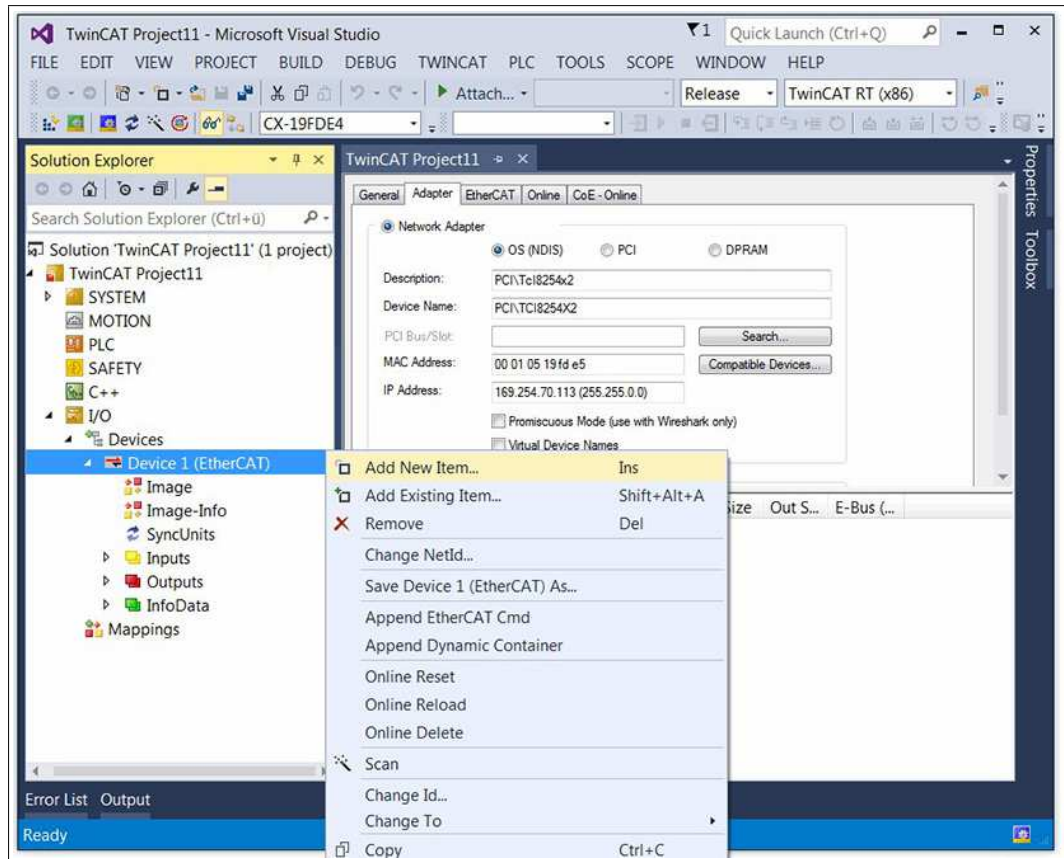 TwinCAT Project11 - Microsoft Visual Studio
1
Quick Launch (Ctrl+Q)
FILE EDIT VIEW PROJECT BUILD DEBUG TWINCAT PLC TOOLS SCOPE WINDOW HELP
Attach...
Release
TwinCAT RT (x86)
CX-19FDE4
Solution Explorer
Search Solution Explorer (Ctrl+ü)
Solution 'TwinCAT Project11' (1 project)
TwinCAT Project11
SYSTEM
MOTION
PLC
SAFETY
C++
I/O
Devices
Device 1 (EtherCAT)
Image
Image-Info
SyncUnits
Inputs
Outputs
InfoData
Mappings
TwinCAT Project11
General Adapter EtherCAT Online CoE - Online
Network Adapter
OS (NDIS) PCI DPRAM
Description: PCI\TcI8254x2
Device Name: PCI\TCI8254X2
PCI Bus/Slot: Search...
MAC Address: 00 01 05 19 fd e5 Compatible Devices...
IP Address: 169.254.70.113 (255.255.0.0)
Promiscuous Mode (use with Wireshark only)
Virtual Device Names
Size Out S... E-Bus (...
Add New Item... Ins
Add Existing Item... Shift+Alt+A
Remove Del
Change NetId...
Save Device 1 (EtherCAT) As...
Append EtherCAT Cmd
Append Dynamic Container
Online Reset
Online Reload
Online Delete
Scan
Change Id...
Change To
Copy Ctrl+C
Properties
Toolbox
Error List Output
Ready